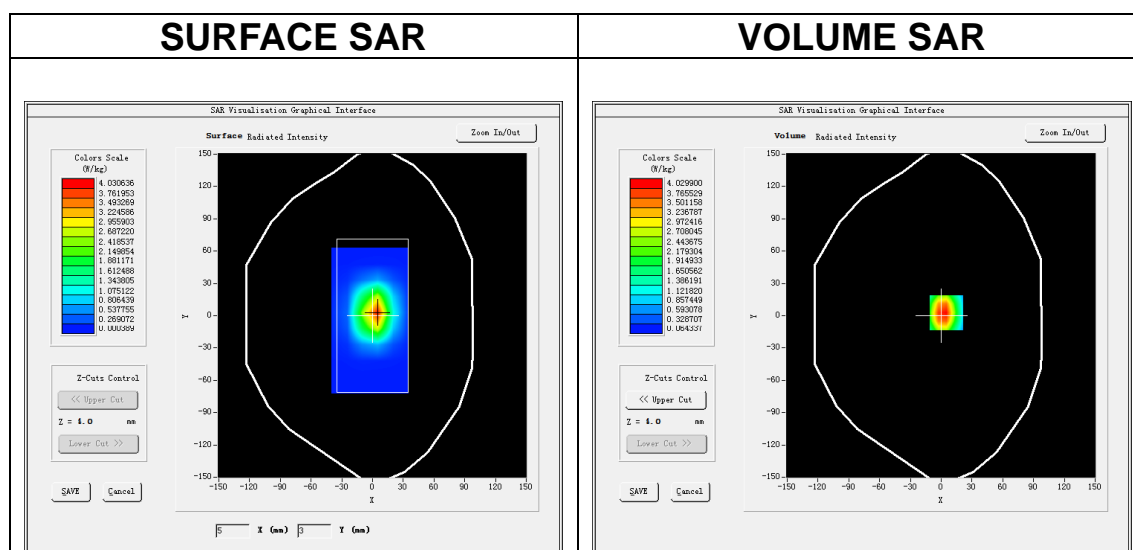 SURFACE SAR
VOLUME SAR
SAR Visualisation Graphical Interface
Surface Radiated Intensity
Zoom In/Out
Colors Scale
(W/kg)
4.030636
3.761953
3.493269
3.224586
2.955903
2.687220
2.418537
2.149854
1.881171
1.612488
1.343805
1.075122
0.806439
0.537755
0.269072
0.000389
Z-Cuts Control
<< Upper Cut
Z = 4.0 mm
Lower Cut >>
SAVE
Cancel
150
120
90
60
30
0
-30
-60
-90
-120
-150
Y
-150 -120 -90 -60 -30 0 30 60 90 120 150
X
5 X (mm) 3 Y (mm)
SAR Visualisation Graphical Interface
Volume Radiated Intensity
Zoom In/Out
Colors Scale
(W/kg)
4.029900
3.765529
3.501158
3.236787
2.972416
2.708045
2.443675
2.179304
1.914933
1.650562
1.386191
1.121820
0.857449
0.593078
0.328707
0.064337
Z-Cuts Control
<< Upper Cut
Z = 4.0 mm
Lower Cut >>
SAVE
Cancel
150
120
90
60
30
0
-30
-60
-90
-120
-150
Y
-150 -120 -90 -60 -30 0 30 60 90 120 150
X